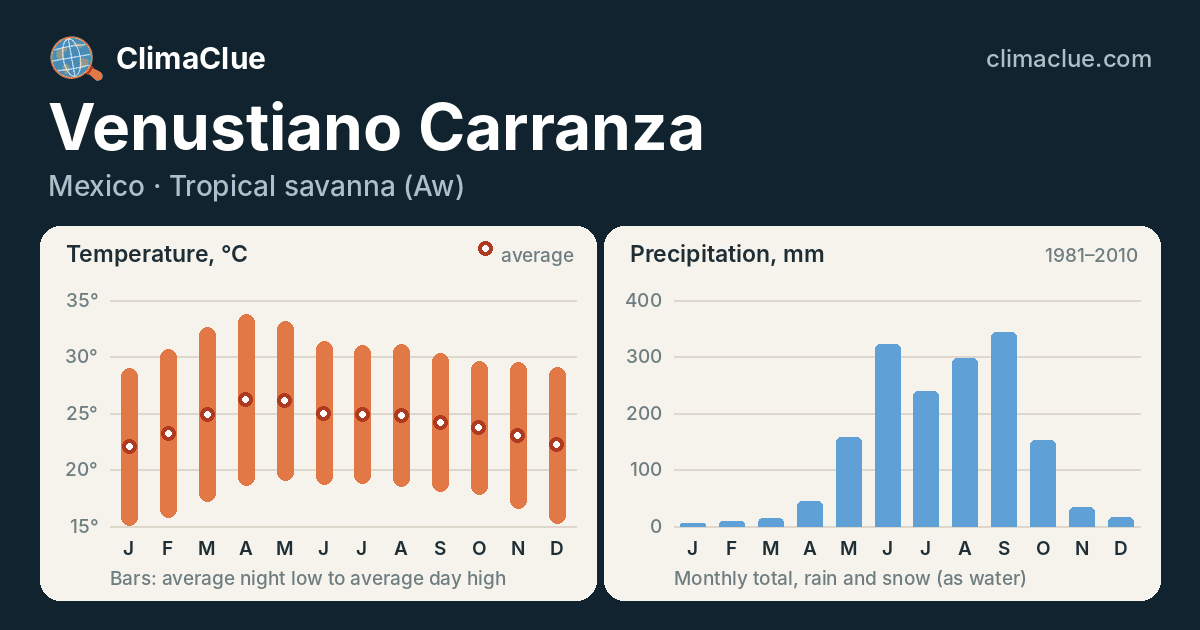 ClimaClue
climaclue.com
Venustiano Carranza
Mexico · Tropical savanna (Aw)
Temperature, °C
average
35°
30°
25°
20°
15°
J F M A M J J A S O N D
Bars: average night low to average day high
Precipitation, mm
1981–2010
400
300
200
100
0
J F M A M J J A S O N D
Monthly total, rain and snow (as water)